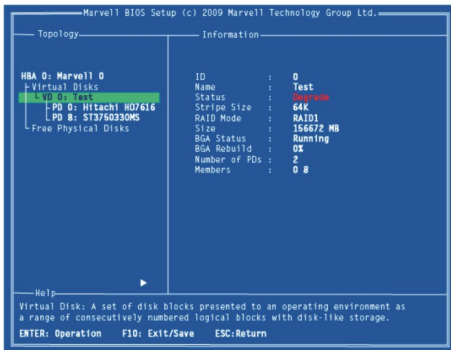 Marvell BIOS Setup (c) 2009 Marvell Technology Group Ltd.
Topology
Information
HBA 0: Marvell 0
Virtual Disks
VD 0: Test
PD 0: Hitachi HD7616
PD 8: ST3750330MS
Free Physical Disks
ID : 0
Name : Test
Status : Degrade
Stripe Size : 64K
RAID Mode : RAID1
Size : 156672 MB
BGA Status : Running
BGA Rebuild : 0%
Number of PDs : 2
Members : 0 8
Help
Virtual Disk: A set of disk blocks presented to an operating environment as
a range of consecutively numbered logical blocks with disk-like storage.
ENTER: Operation F10: Exit/Save ESC:Return